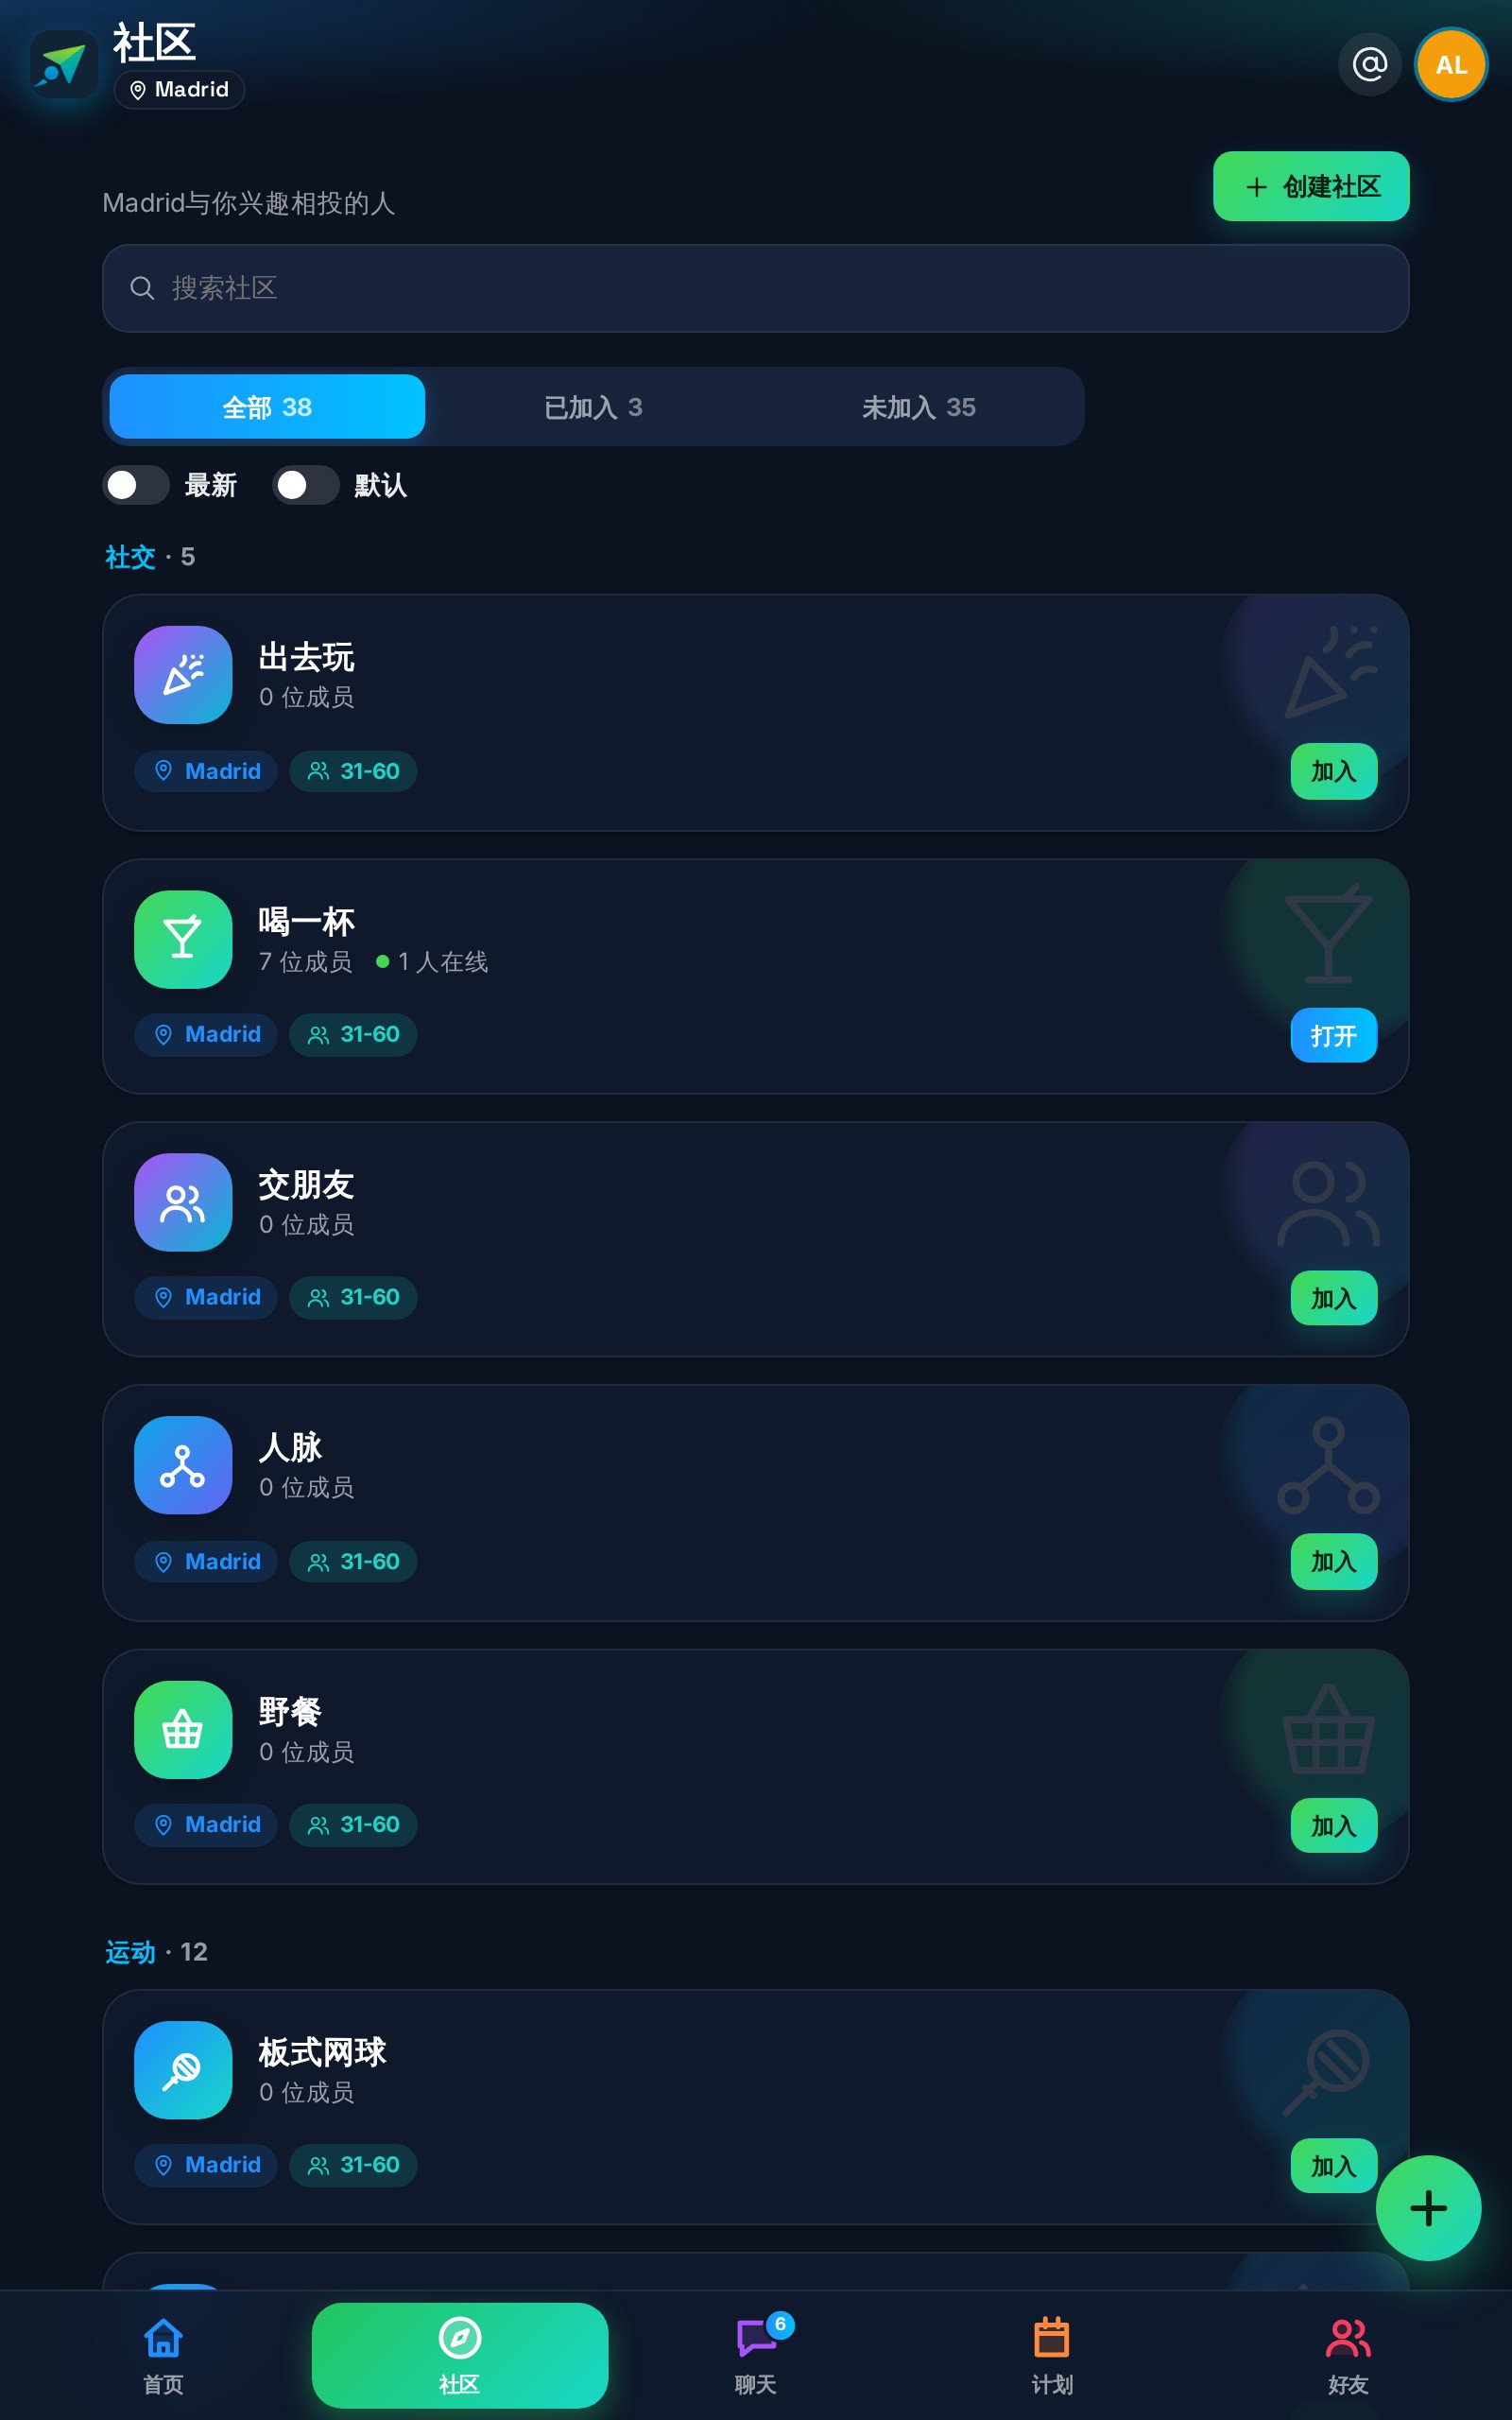 社区
Madrid
AL
Madrid与你兴趣相投的人
创建社区
搜索社区
全部 38
已加入 3
未加入 35
最新
默认
社交 · 5
出去玩
0 位成员
Madrid
31-60
加入
喝一杯
7 位成员
1 人在线
Madrid
31-60
打开
交朋友
0 位成员
Madrid
31-60
加入
人脉
0 位成员
Madrid
31-60
加入
野餐
0 位成员
Madrid
31-60
加入
运动 · 12
板式网球
0 位成员
Madrid
31-60
加入
首页
社区
6
聊天
计划
好友